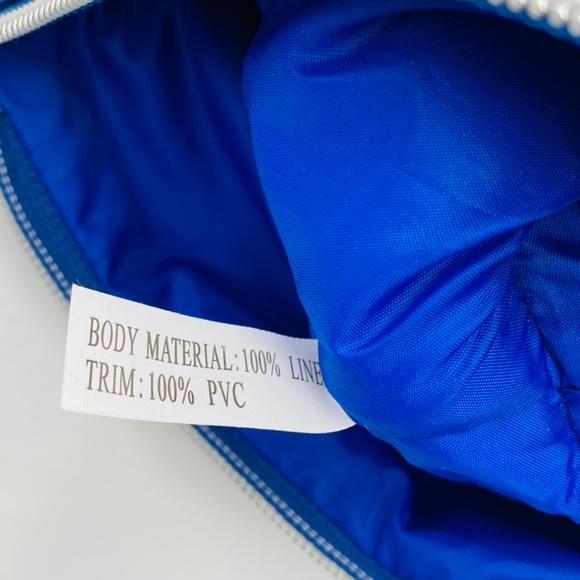 BODY MATERIAL:100% LINE
TRIM:100% PVC